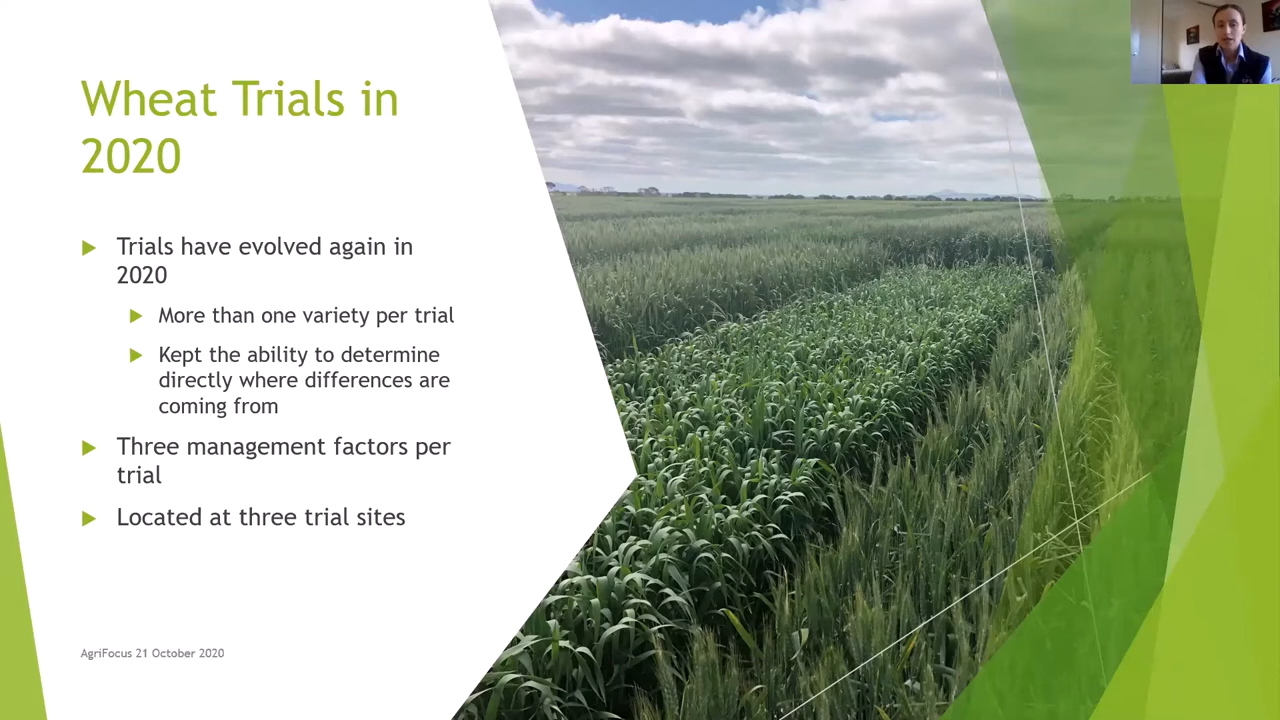 Wheat Trials in
2020
Trials have evolved again in
2020
More than one variety per trial
Kept the ability to determine
directly where differences are
coming from
Three management factors per
trial
Located at three trial sites
AgriFocus 21 October 2020